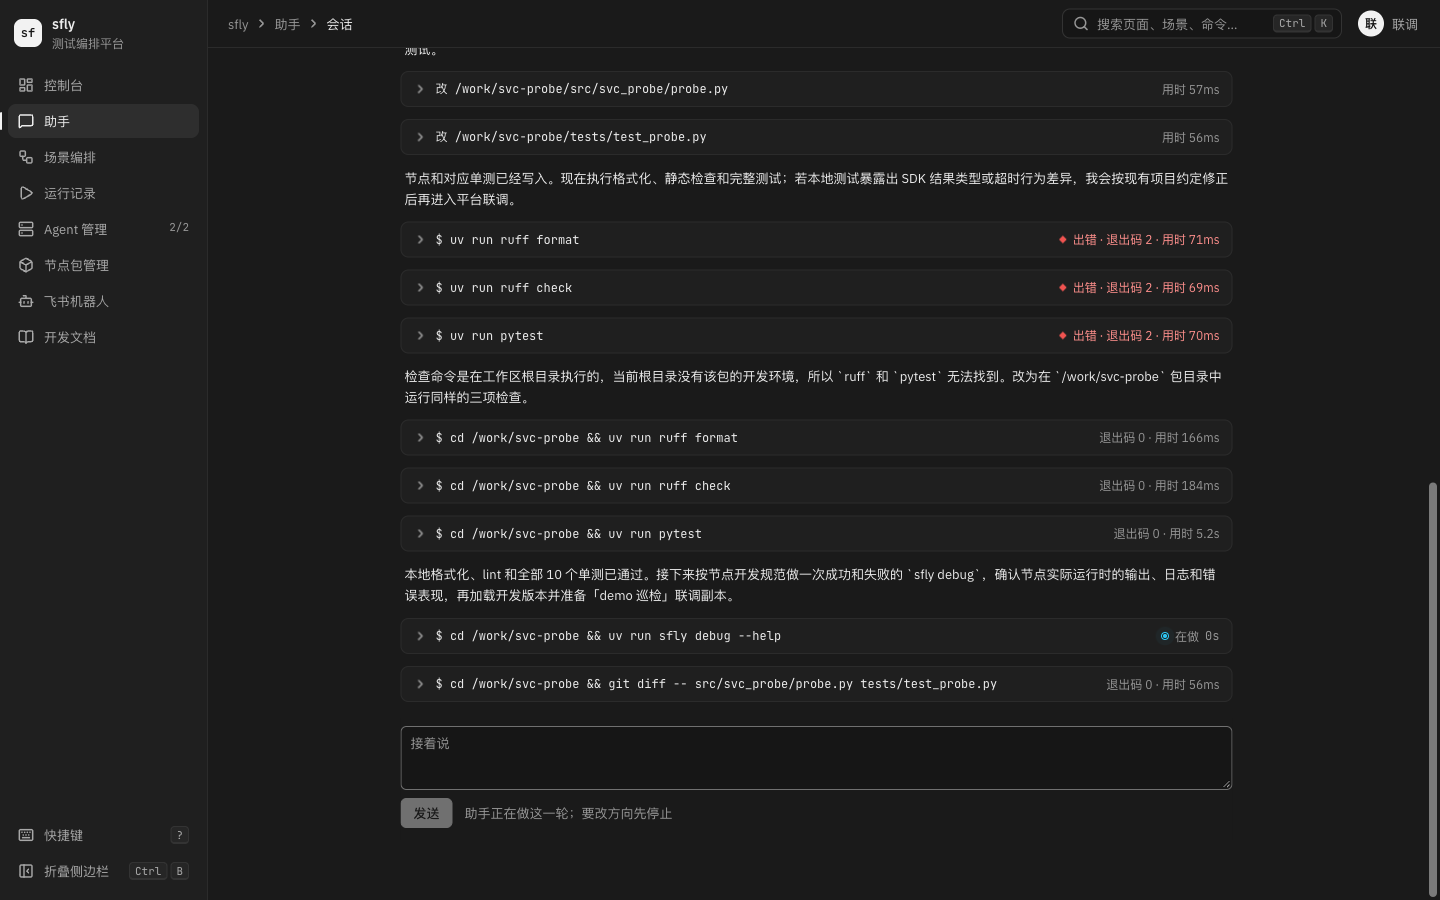 sf
sfly
测试编排平台
控制台
助手
场景编排
运行记录
Agent 管理 2/2
节点包管理
飞书机器人
开发文档
快捷键 ?
折叠侧边栏 Ctrl B
sfly > 助手 > 会话
搜索页面、场景、命令... Ctrl K
联 联调
测试。
改 /work/svc-probe/src/svc_probe/probe.py 用时 57ms
改 /work/svc-probe/tests/test_probe.py 用时 56ms
节点和对应单测已经写入。现在执行格式化、静态检查和完整测试；若本地测试暴露出 SDK 结果类型或超时行为差异，我会按现有项目约定修正
后再进入平台联调。
$ uv run ruff format 出错 · 退出码 2 · 用时 71ms
$ uv run ruff check 出错 · 退出码 2 · 用时 69ms
$ uv run pytest 出错 · 退出码 2 · 用时 70ms
检查命令是在工作区根目录执行的，当前根目录没有该包的开发环境，所以 `ruff` 和 `pytest` 无法找到。改为在 `/work/svc-probe` 包目录中
运行同样的三项检查。
$ cd /work/svc-probe && uv run ruff format 退出码 0 · 用时 166ms
$ cd /work/svc-probe && uv run ruff check 退出码 0 · 用时 184ms
$ cd /work/svc-probe && uv run pytest 退出码 0 · 用时 5.2s
本地格式化、lint 和全部 10 个单测已通过。接下来按节点开发规范做一次成功和失败的 `sfly debug`，确认节点实际运行时的输出、日志和错
误表现，再加载开发版本并准备「demo 巡检」联调副本。
$ cd /work/svc-probe && uv run sfly debug --help 在做 0s
$ cd /work/svc-probe && git diff -- src/svc_probe/probe.py tests/test_probe.py 退出码 0 · 用时 56ms
接着说
发送 助手正在做这一轮；要改方向先停止